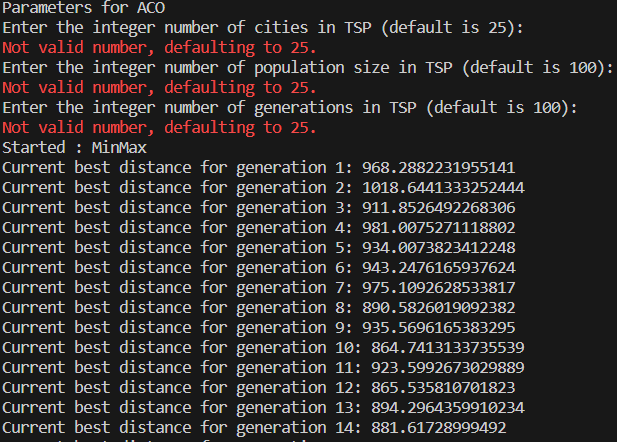 Parameters for ACO
Enter the integer number of cities in TSP (default is 25):
Not valid number, defaulting to 25.
Enter the integer number of population size in TSP (default is 100):
Not valid number, defaulting to 25.
Enter the integer number of generations in TSP (default is 100):
Not valid number, defaulting to 25.
Started : MinMax
Current best distance for generation 1: 968.2882231955141
Current best distance for generation 2: 1018.6441333252444
Current best distance for generation 3: 911.8526492268306
Current best distance for generation 4: 981.0075271118802
Current best distance for generation 5: 934.0073823412248
Current best distance for generation 6: 943.2476165937624
Current best distance for generation 7: 975.1092628533817
Current best distance for generation 8: 890.5826019092382
Current best distance for generation 9: 935.5696165383295
Current best distance for generation 10: 864.7413133735539
Current best distance for generation 11: 923.5992673029889
Current best distance for generation 12: 865.535810701823
Current best distance for generation 13: 894.2964359910234
Current best distance for generation 14: 881.61728999492